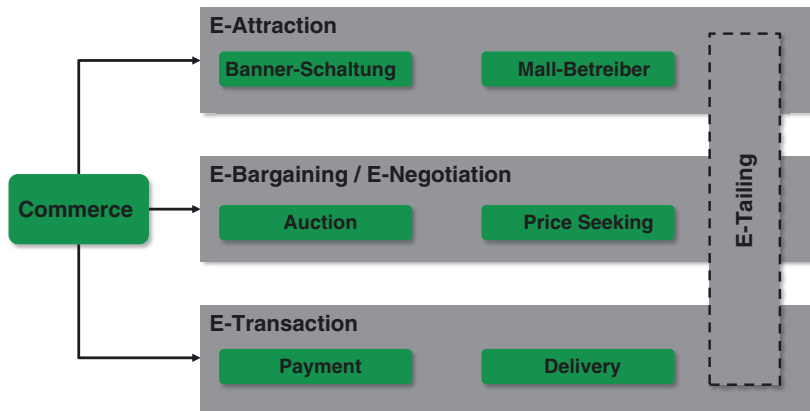 E-Attraction
Banner-Schaltung
Mall-Betreiber
Commerce
E-Bargaining / E-Negotiation
Auction
Price Seeking
E-Transaction
Payment
Delivery
E-Tailing